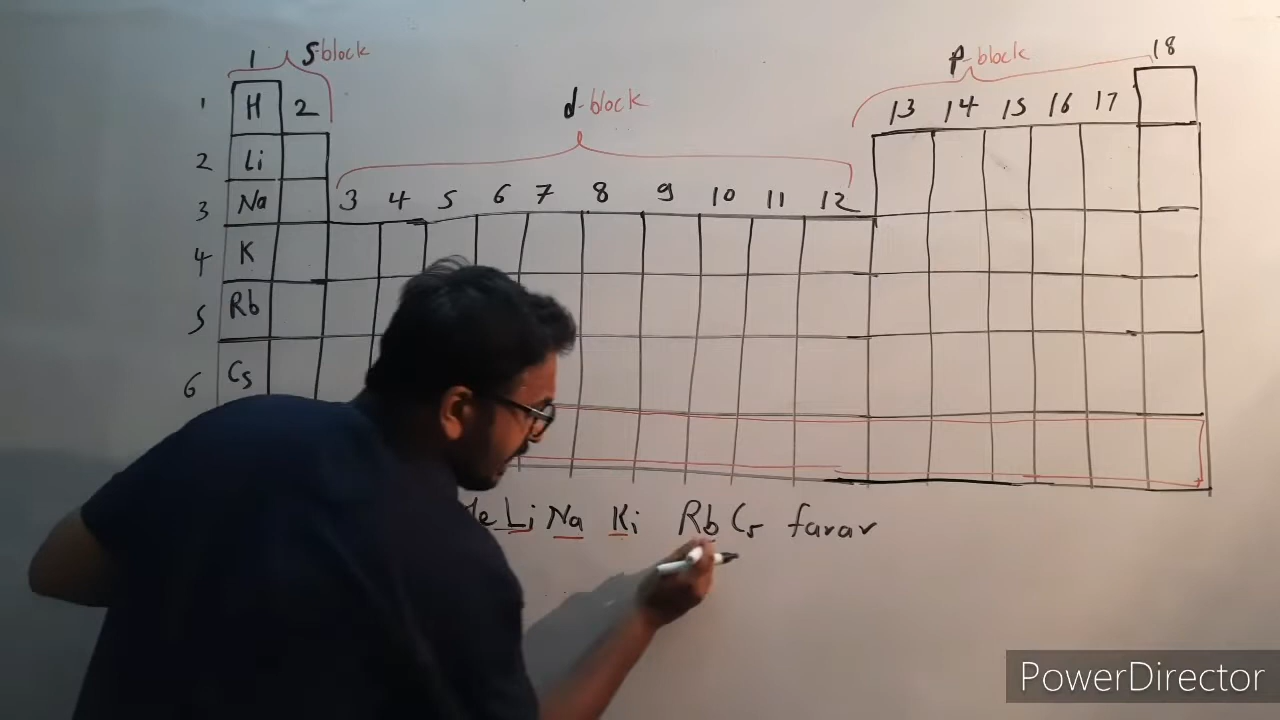 1 s-block p-block 18
1 H 2 d-block 13 14 15 16 17
2 Li
3 Na 3 4 5 6 7 8 9 10 11 12
4 K
5 Rb
6 Cs
Li Na Ki Rb Cs farar
PowerDirector